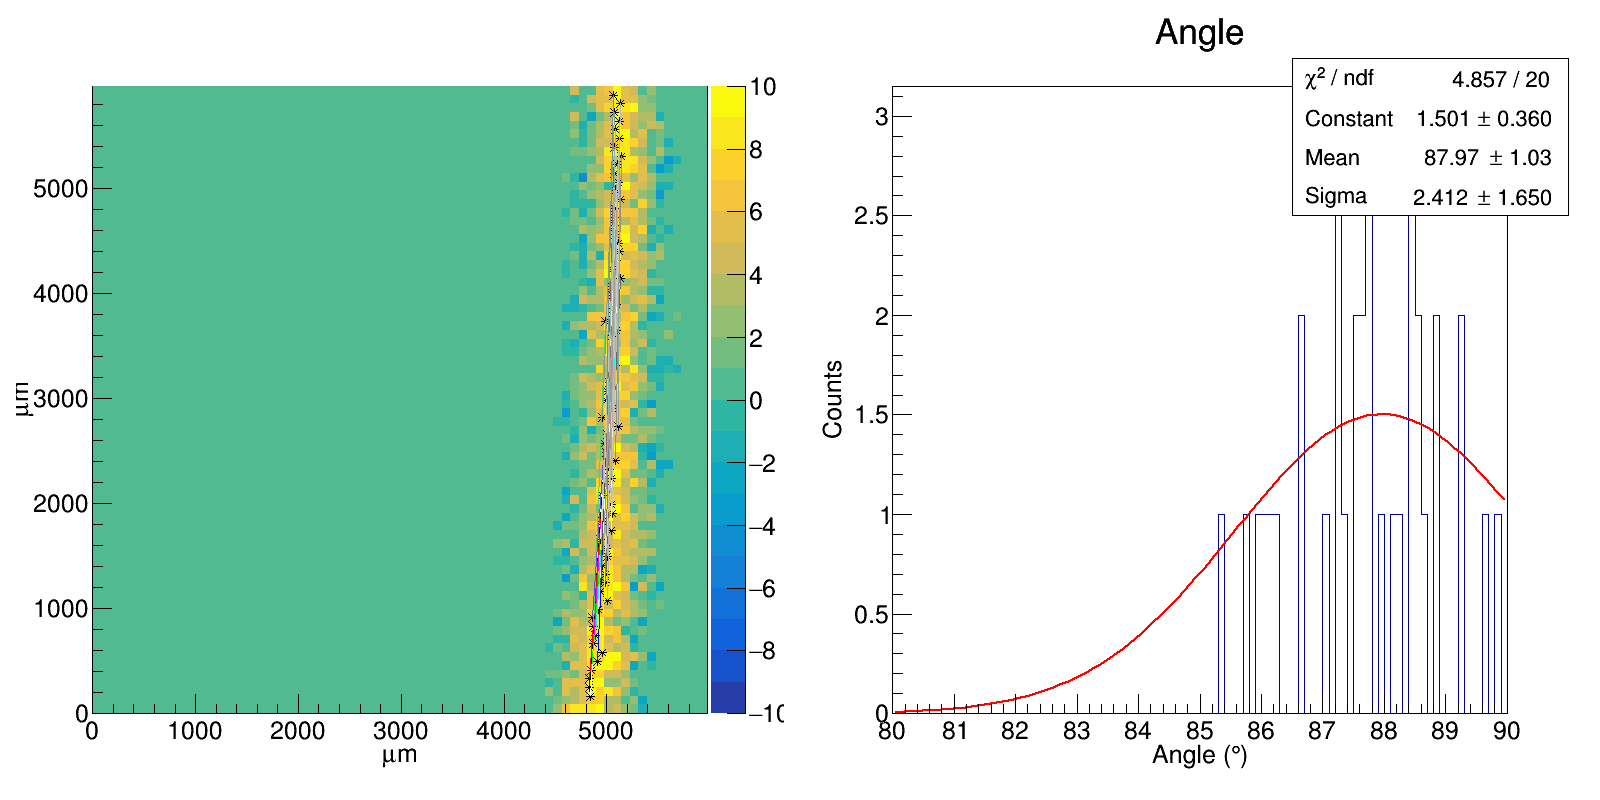 Angle
χ² / ndf 4.857 / 20
Constant 1.501 ± 0.360
Mean 87.97 ± 1.03
Sigma 2.412 ± 1.650
5000
4000
3000
2000
1000
0
μm
0 1000 2000 3000 4000 5000
μm
10
8
6
4
2
0
−2
−4
−6
−8
−10
3
2.5
2
1.5
1
0.5
0
Counts
80 81 82 83 84 85 86 87 88 89 90
Angle (°)